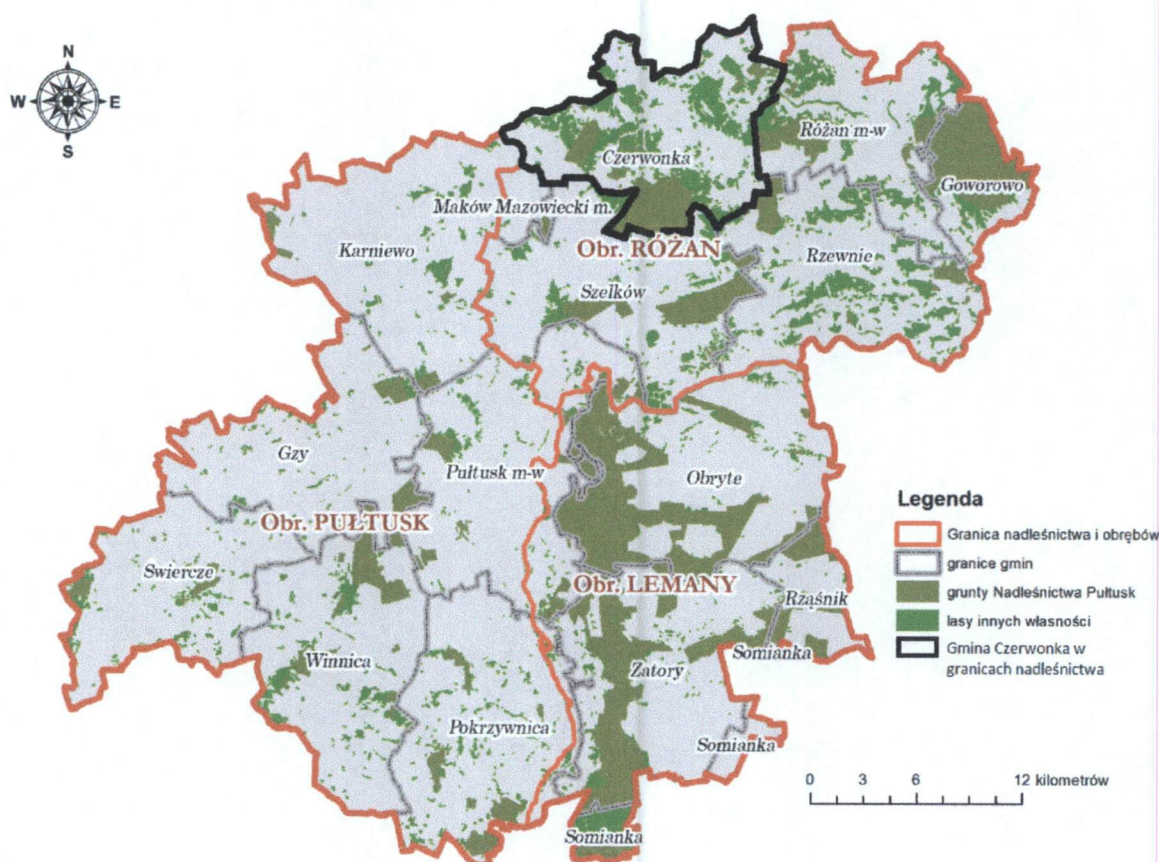 N
W E
S
Różan m-w
Czerwonka
Goworowo
Maków Mazowiecki m.
Karniewo
Obr. RÓŻAN
Rzewnie
Szelków
Gzy
Pułtusk m-w
Obryte
Obr. PUŁTUSK
Swiercze
Obr. LEMANY
Rząśnik
Winnica
Zatory
Somianka
Pokrzywnica
Somianka
Somianka
Legenda
Granica nadleśnictwa i obrębów
granice gmin
grunty Nadleśnictwa Pułtusk
lasy innych własności
Gmina Czerwonka w
granicach nadleśnictwa
0 3 6 12 kilometrów